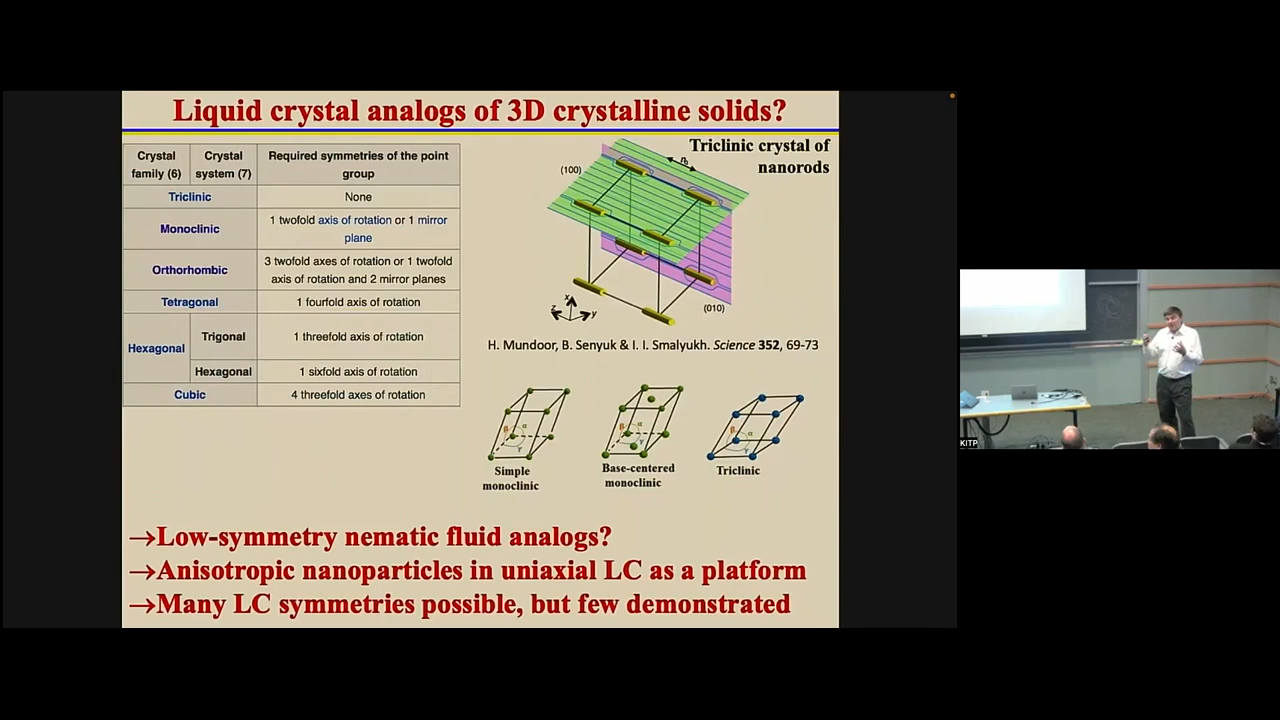 Liquid crystal analogs of 3D crystalline solids?
Crystal family (6)
Crystal system (7)
Required symmetries of the point group
Triclinic
None
Monoclinic
1 twofold axis of rotation or 1 mirror plane
Orthorhombic
3 twofold axes of rotation or 1 twofold axis of rotation and 2 mirror planes
Tetragonal
1 fourfold axis of rotation
Hexagonal
Trigonal
1 threefold axis of rotation
Hexagonal
1 sixfold axis of rotation
Cubic
4 threefold axes of rotation
Triclinic crystal of
nanorods
(100)
n₀
(010)
x
y
z
H. Mundoor, B. Senyuk & I. I. Smalyukh. Science 352, 69-73
β α γ
Simple
monoclinic
β α γ
Base-centered
monoclinic
β α γ
Triclinic
→Low-symmetry nematic fluid analogs?
→Anisotropic nanoparticles in uniaxial LC as a platform
→Many LC symmetries possible, but few demonstrated
KITP